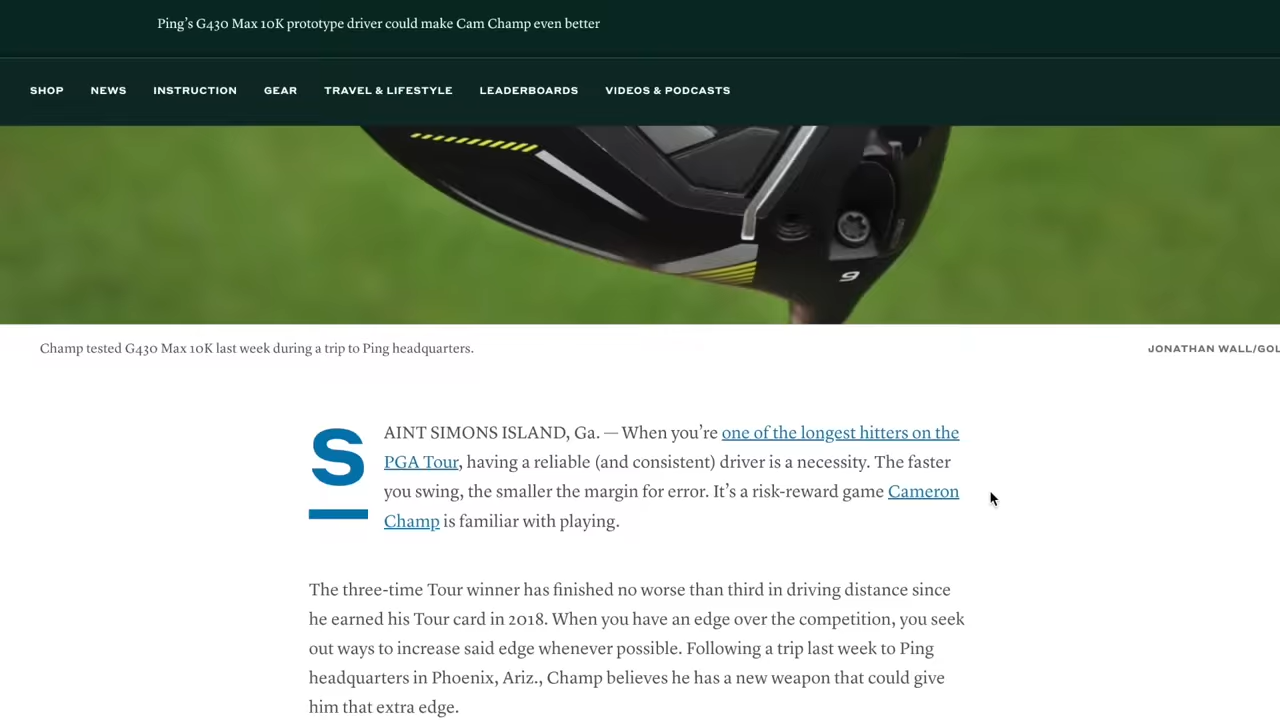 Ping’s G430 Max 10K prototype driver could make Cam Champ even better
SHOP NEWS INSTRUCTION GEAR TRAVEL & LIFESTYLE LEADERBOARDS VIDEOS & PODCASTS
9
Champ tested G430 Max 10K last week during a trip to Ping headquarters.
JONATHAN WALL/GOL
SAINT SIMONS ISLAND, Ga. — When you’re one of the longest hitters on the
PGA Tour, having a reliable (and consistent) driver is a necessity. The faster
you swing, the smaller the margin for error. It’s a risk-reward game Cameron
Champ is familiar with playing.
The three-time Tour winner has finished no worse than third in driving distance since
he earned his Tour card in 2018. When you have an edge over the competition, you seek
out ways to increase said edge whenever possible. Following a trip last week to Ping
headquarters in Phoenix, Ariz., Champ believes he has a new weapon that could give
him that extra edge.